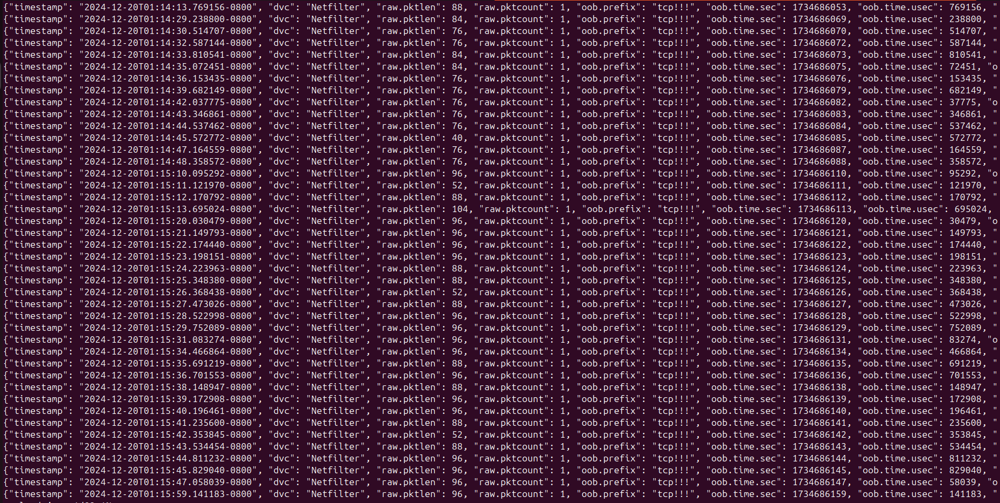 {"timestamp": "2024-12-20T01:14:13.769156-0800", "dvc": "Netfilter", "raw.pktlen": 88, "raw.pktcount": 1, "oob.prefix": "tcp!!!", "oob.time.sec": 1734686053, "oob.time.usec": 769156, "
{"timestamp": "2024-12-20T01:14:29.238800-0800", "dvc": "Netfilter", "raw.pktlen": 84, "raw.pktcount": 1, "oob.prefix": "tcp!!!", "oob.time.sec": 1734686069, "oob.time.usec": 238800, "
{"timestamp": "2024-12-20T01:14:30.514707-0800", "dvc": "Netfilter", "raw.pktlen": 76, "raw.pktcount": 1, "oob.prefix": "tcp!!!", "oob.time.sec": 1734686070, "oob.time.usec": 514707, "
{"timestamp": "2024-12-20T01:14:32.587144-0800", "dvc": "Netfilter", "raw.pktlen": 76, "raw.pktcount": 1, "oob.prefix": "tcp!!!", "oob.time.sec": 1734686072, "oob.time.usec": 587144, "
{"timestamp": "2024-12-20T01:14:33.810541-0800", "dvc": "Netfilter", "raw.pktlen": 84, "raw.pktcount": 1, "oob.prefix": "tcp!!!", "oob.time.sec": 1734686073, "oob.time.usec": 810541, "
{"timestamp": "2024-12-20T01:14:35.072451-0800", "dvc": "Netfilter", "raw.pktlen": 84, "raw.pktcount": 1, "oob.prefix": "tcp!!!", "oob.time.sec": 1734686075, "oob.time.usec": 72451, "o
{"timestamp": "2024-12-20T01:14:36.153435-0800", "dvc": "Netfilter", "raw.pktlen": 76, "raw.pktcount": 1, "oob.prefix": "tcp!!!", "oob.time.sec": 1734686076, "oob.time.usec": 153435, "
{"timestamp": "2024-12-20T01:14:39.682149-0800", "dvc": "Netfilter", "raw.pktlen": 76, "raw.pktcount": 1, "oob.prefix": "tcp!!!", "oob.time.sec": 1734686079, "oob.time.usec": 682149, "
{"timestamp": "2024-12-20T01:14:42.037775-0800", "dvc": "Netfilter", "raw.pktlen": 76, "raw.pktcount": 1, "oob.prefix": "tcp!!!", "oob.time.sec": 1734686082, "oob.time.usec": 37775, "o
{"timestamp": "2024-12-20T01:14:43.346861-0800", "dvc": "Netfilter", "raw.pktlen": 76, "raw.pktcount": 1, "oob.prefix": "tcp!!!", "oob.time.sec": 1734686083, "oob.time.usec": 346861, "
{"timestamp": "2024-12-20T01:14:44.537462-0800", "dvc": "Netfilter", "raw.pktlen": 76, "raw.pktcount": 1, "oob.prefix": "tcp!!!", "oob.time.sec": 1734686084, "oob.time.usec": 537462, "
{"timestamp": "2024-12-20T01:14:45.572772-0800", "dvc": "Netfilter", "raw.pktlen": 40, "raw.pktcount": 1, "oob.prefix": "tcp!!!", "oob.time.sec": 1734686085, "oob.time.usec": 572772, "
{"timestamp": "2024-12-20T01:14:47.164559-0800", "dvc": "Netfilter", "raw.pktlen": 76, "raw.pktcount": 1, "oob.prefix": "tcp!!!", "oob.time.sec": 1734686087, "oob.time.usec": 164559, "
{"timestamp": "2024-12-20T01:14:48.358572-0800", "dvc": "Netfilter", "raw.pktlen": 76, "raw.pktcount": 1, "oob.prefix": "tcp!!!", "oob.time.sec": 1734686088, "oob.time.usec": 358572, "
{"timestamp": "2024-12-20T01:15:10.095292-0800", "dvc": "Netfilter", "raw.pktlen": 96, "raw.pktcount": 1, "oob.prefix": "tcp!!!", "oob.time.sec": 1734686110, "oob.time.usec": 95292, "o
{"timestamp": "2024-12-20T01:15:11.121970-0800", "dvc": "Netfilter", "raw.pktlen": 52, "raw.pktcount": 1, "oob.prefix": "tcp!!!", "oob.time.sec": 1734686111, "oob.time.usec": 121970, "
{"timestamp": "2024-12-20T01:15:12.170792-0800", "dvc": "Netfilter", "raw.pktlen": 88, "raw.pktcount": 1, "oob.prefix": "tcp!!!", "oob.time.sec": 1734686112, "oob.time.usec": 170792, "
{"timestamp": "2024-12-20T01:15:13.695024-0800", "dvc": "Netfilter", "raw.pktlen": 104, "raw.pktcount": 1, "oob.prefix": "tcp!!!", "oob.time.sec": 1734686113, "oob.time.usec": 695024,
{"timestamp": "2024-12-20T01:15:20.030479-0800", "dvc": "Netfilter", "raw.pktlen": 96, "raw.pktcount": 1, "oob.prefix": "tcp!!!", "oob.time.sec": 1734686120, "oob.time.usec": 30479, "o
{"timestamp": "2024-12-20T01:15:21.149793-0800", "dvc": "Netfilter", "raw.pktlen": 96, "raw.pktcount": 1, "oob.prefix": "tcp!!!", "oob.time.sec": 1734686121, "oob.time.usec": 149793, "
{"timestamp": "2024-12-20T01:15:22.174440-0800", "dvc": "Netfilter", "raw.pktlen": 96, "raw.pktcount": 1, "oob.prefix": "tcp!!!", "oob.time.sec": 1734686122, "oob.time.usec": 174440, "
{"timestamp": "2024-12-20T01:15:23.198151-0800", "dvc": "Netfilter", "raw.pktlen": 96, "raw.pktcount": 1, "oob.prefix": "tcp!!!", "oob.time.sec": 1734686123, "oob.time.usec": 198151, "
{"timestamp": "2024-12-20T01:15:24.223963-0800", "dvc": "Netfilter", "raw.pktlen": 88, "raw.pktcount": 1, "oob.prefix": "tcp!!!", "oob.time.sec": 1734686124, "oob.time.usec": 223963, "
{"timestamp": "2024-12-20T01:15:25.348380-0800", "dvc": "Netfilter", "raw.pktlen": 88, "raw.pktcount": 1, "oob.prefix": "tcp!!!", "oob.time.sec": 1734686125, "oob.time.usec": 348380, "
{"timestamp": "2024-12-20T01:15:26.368438-0800", "dvc": "Netfilter", "raw.pktlen": 52, "raw.pktcount": 1, "oob.prefix": "tcp!!!", "oob.time.sec": 1734686126, "oob.time.usec": 368438, "
{"timestamp": "2024-12-20T01:15:27.473026-0800", "dvc": "Netfilter", "raw.pktlen": 88, "raw.pktcount": 1, "oob.prefix": "tcp!!!", "oob.time.sec": 1734686127, "oob.time.usec": 473026, "
{"timestamp": "2024-12-20T01:15:28.522998-0800", "dvc": "Netfilter", "raw.pktlen": 96, "raw.pktcount": 1, "oob.prefix": "tcp!!!", "oob.time.sec": 1734686128, "oob.time.usec": 522998, "
{"timestamp": "2024-12-20T01:15:29.752089-0800", "dvc": "Netfilter", "raw.pktlen": 96, "raw.pktcount": 1, "oob.prefix": "tcp!!!", "oob.time.sec": 1734686129, "oob.time.usec": 752089, "
{"timestamp": "2024-12-20T01:15:31.083274-0800", "dvc": "Netfilter", "raw.pktlen": 96, "raw.pktcount": 1, "oob.prefix": "tcp!!!", "oob.time.sec": 1734686131, "oob.time.usec": 83274, "o
{"timestamp": "2024-12-20T01:15:34.466864-0800", "dvc": "Netfilter", "raw.pktlen": 96, "raw.pktcount": 1, "oob.prefix": "tcp!!!", "oob.time.sec": 1734686134, "oob.time.usec": 466864, "
{"timestamp": "2024-12-20T01:15:35.691219-0800", "dvc": "Netfilter", "raw.pktlen": 88, "raw.pktcount": 1, "oob.prefix": "tcp!!!", "oob.time.sec": 1734686135, "oob.time.usec": 691219, "
{"timestamp": "2024-12-20T01:15:36.701553-0800", "dvc": "Netfilter", "raw.pktlen": 96, "raw.pktcount": 1, "oob.prefix": "tcp!!!", "oob.time.sec": 1734686136, "oob.time.usec": 701553, "
{"timestamp": "2024-12-20T01:15:38.148947-0800", "dvc": "Netfilter", "raw.pktlen": 88, "raw.pktcount": 1, "oob.prefix": "tcp!!!", "oob.time.sec": 1734686138, "oob.time.usec": 148947, "
{"timestamp": "2024-12-20T01:15:39.172908-0800", "dvc": "Netfilter", "raw.pktlen": 96, "raw.pktcount": 1, "oob.prefix": "tcp!!!", "oob.time.sec": 1734686139, "oob.time.usec": 172908, "
{"timestamp": "2024-12-20T01:15:40.196461-0800", "dvc": "Netfilter", "raw.pktlen": 96, "raw.pktcount": 1, "oob.prefix": "tcp!!!", "oob.time.sec": 1734686140, "oob.time.usec": 196461, "
{"timestamp": "2024-12-20T01:15:41.235600-0800", "dvc": "Netfilter", "raw.pktlen": 88, "raw.pktcount": 1, "oob.prefix": "tcp!!!", "oob.time.sec": 1734686141, "oob.time.usec": 235600, "
{"timestamp": "2024-12-20T01:15:42.353845-0800", "dvc": "Netfilter", "raw.pktlen": 52, "raw.pktcount": 1, "oob.prefix": "tcp!!!", "oob.time.sec": 1734686142, "oob.time.usec": 353845, "
{"timestamp": "2024-12-20T01:15:43.534454-0800", "dvc": "Netfilter", "raw.pktlen": 88, "raw.pktcount": 1, "oob.prefix": "tcp!!!", "oob.time.sec": 1734686143, "oob.time.usec": 534454, "
{"timestamp": "2024-12-20T01:15:44.811232-0800", "dvc": "Netfilter", "raw.pktlen": 96, "raw.pktcount": 1, "oob.prefix": "tcp!!!", "oob.time.sec": 1734686144, "oob.time.usec": 811232, "
{"timestamp": "2024-12-20T01:15:45.829040-0800", "dvc": "Netfilter", "raw.pktlen": 96, "raw.pktcount": 1, "oob.prefix": "tcp!!!", "oob.time.sec": 1734686145, "oob.time.usec": 829040, "
{"timestamp": "2024-12-20T01:15:47.058039-0800", "dvc": "Netfilter", "raw.pktlen": 96, "raw.pktcount": 1, "oob.prefix": "tcp!!!", "oob.time.sec": 1734686147, "oob.time.usec": 58039, "o
{"timestamp": "2024-12-20T01:15:59.141183-0800", "dvc": "Netfilter", "raw.pktlen": 96, "raw.pktcount": 1, "oob.prefix": "tcp!!!", "oob.time.sec": 1734686159, "oob.time.usec": 141183, "